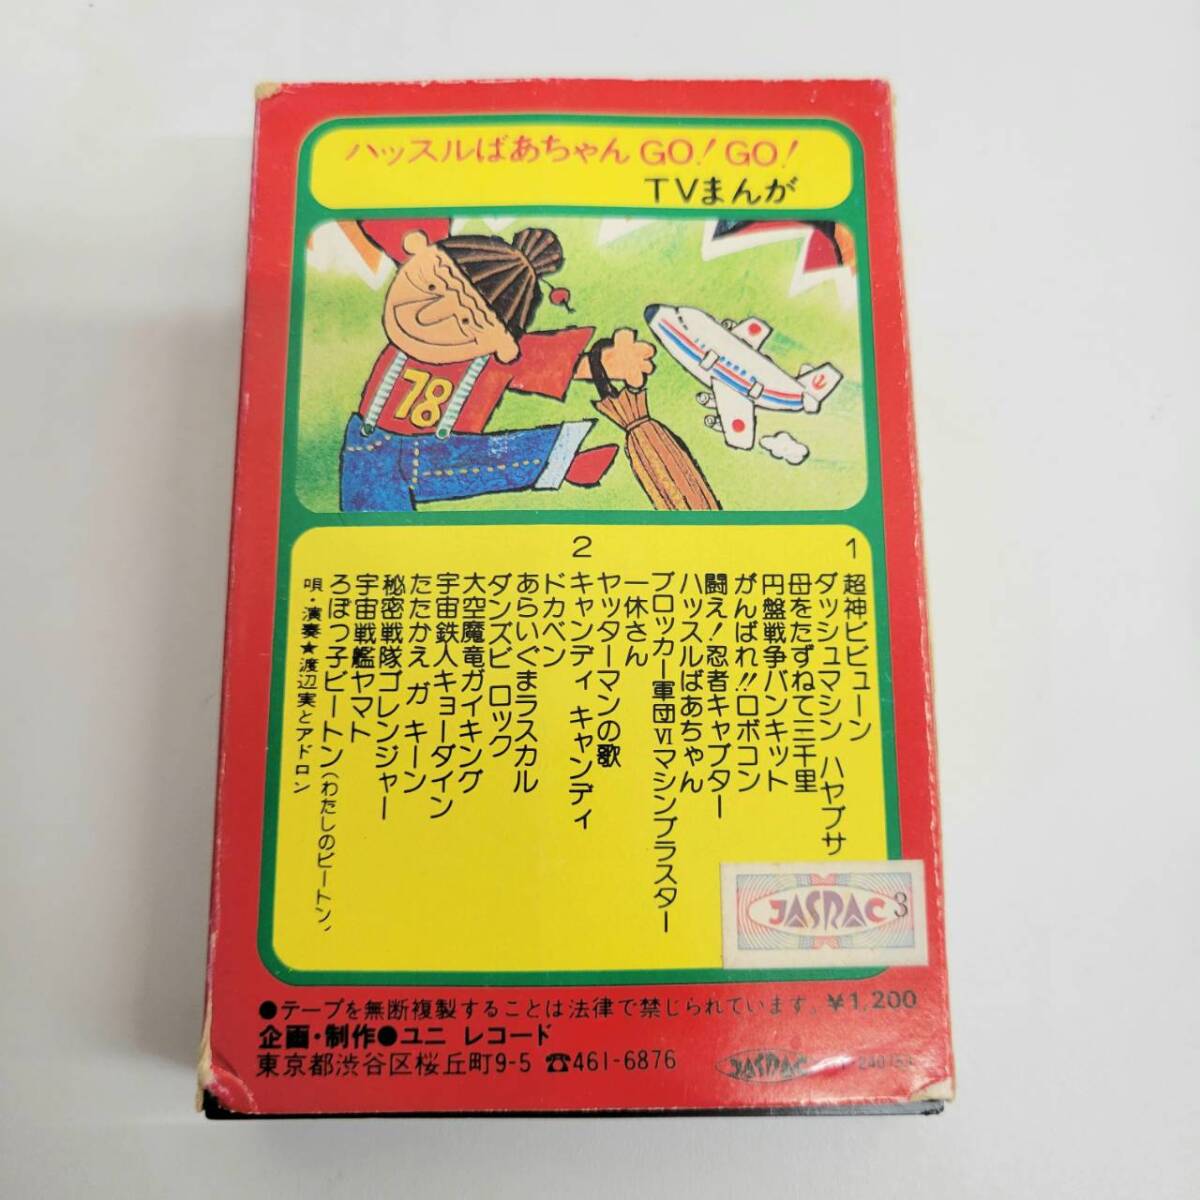 ハッスルばあちゃん GO! GO!
TVまんが
78
1
超神ビビューン
ダッシュマシン ハヤブサ
母をたずねて三千里
円盤戦争バンキッド
がんばれ!!ロボコン
闘え!忍者キャプター
ハッスルばあちゃん
ブロッカー軍団Ⅵマシンブラスター
一休さん
ヤッターマンの歌
2
キャンディ キャンディ
ドカベン
あらいぐまラスカル
ダンズビ ロック
大空魔竜ガイキング
宇宙鉄人キョーダイン
たたかえ ガ キーン
秘密戦隊ゴレンジャー
宇宙戦艦ヤマト
ろぼっ子ビートン(わたしのビートン)
唄・演奏★渡辺実とアドロン
JASRAC 3
●テープを無断複製することは法律で禁じられています。¥1,200
企画・制作●ユニ レコード
東京都渋谷区桜丘町9-5 ☎461-6876
JASRAC